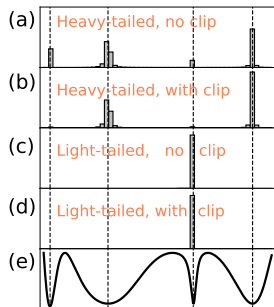 (a) Heavy-tailed, no clip
(b) Heavy-tailed, with clip
(c) Light-tailed, no clip
(d) Light-tailed, with clip
(e)